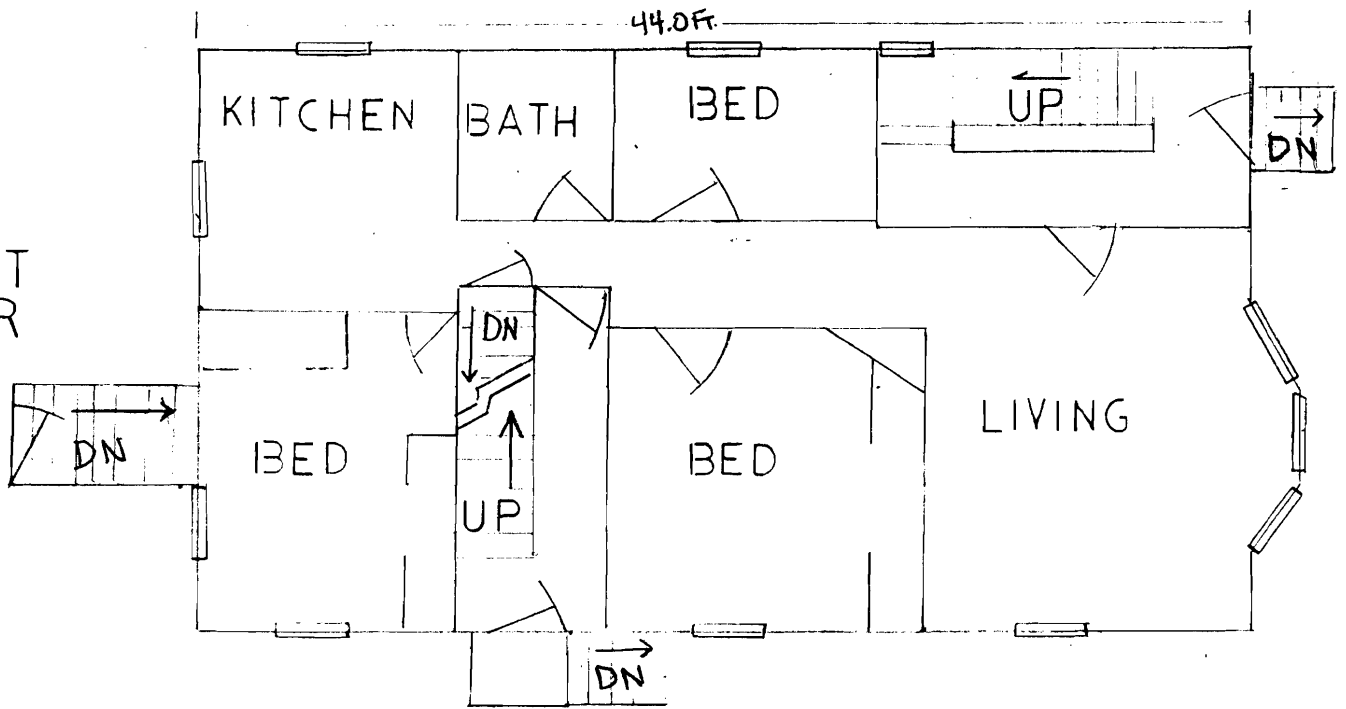 44.0FT.
KITCHEN
BATH
BED
UP
DN
T
R
DN
LIVING
DN
BED
BED
UP
DN